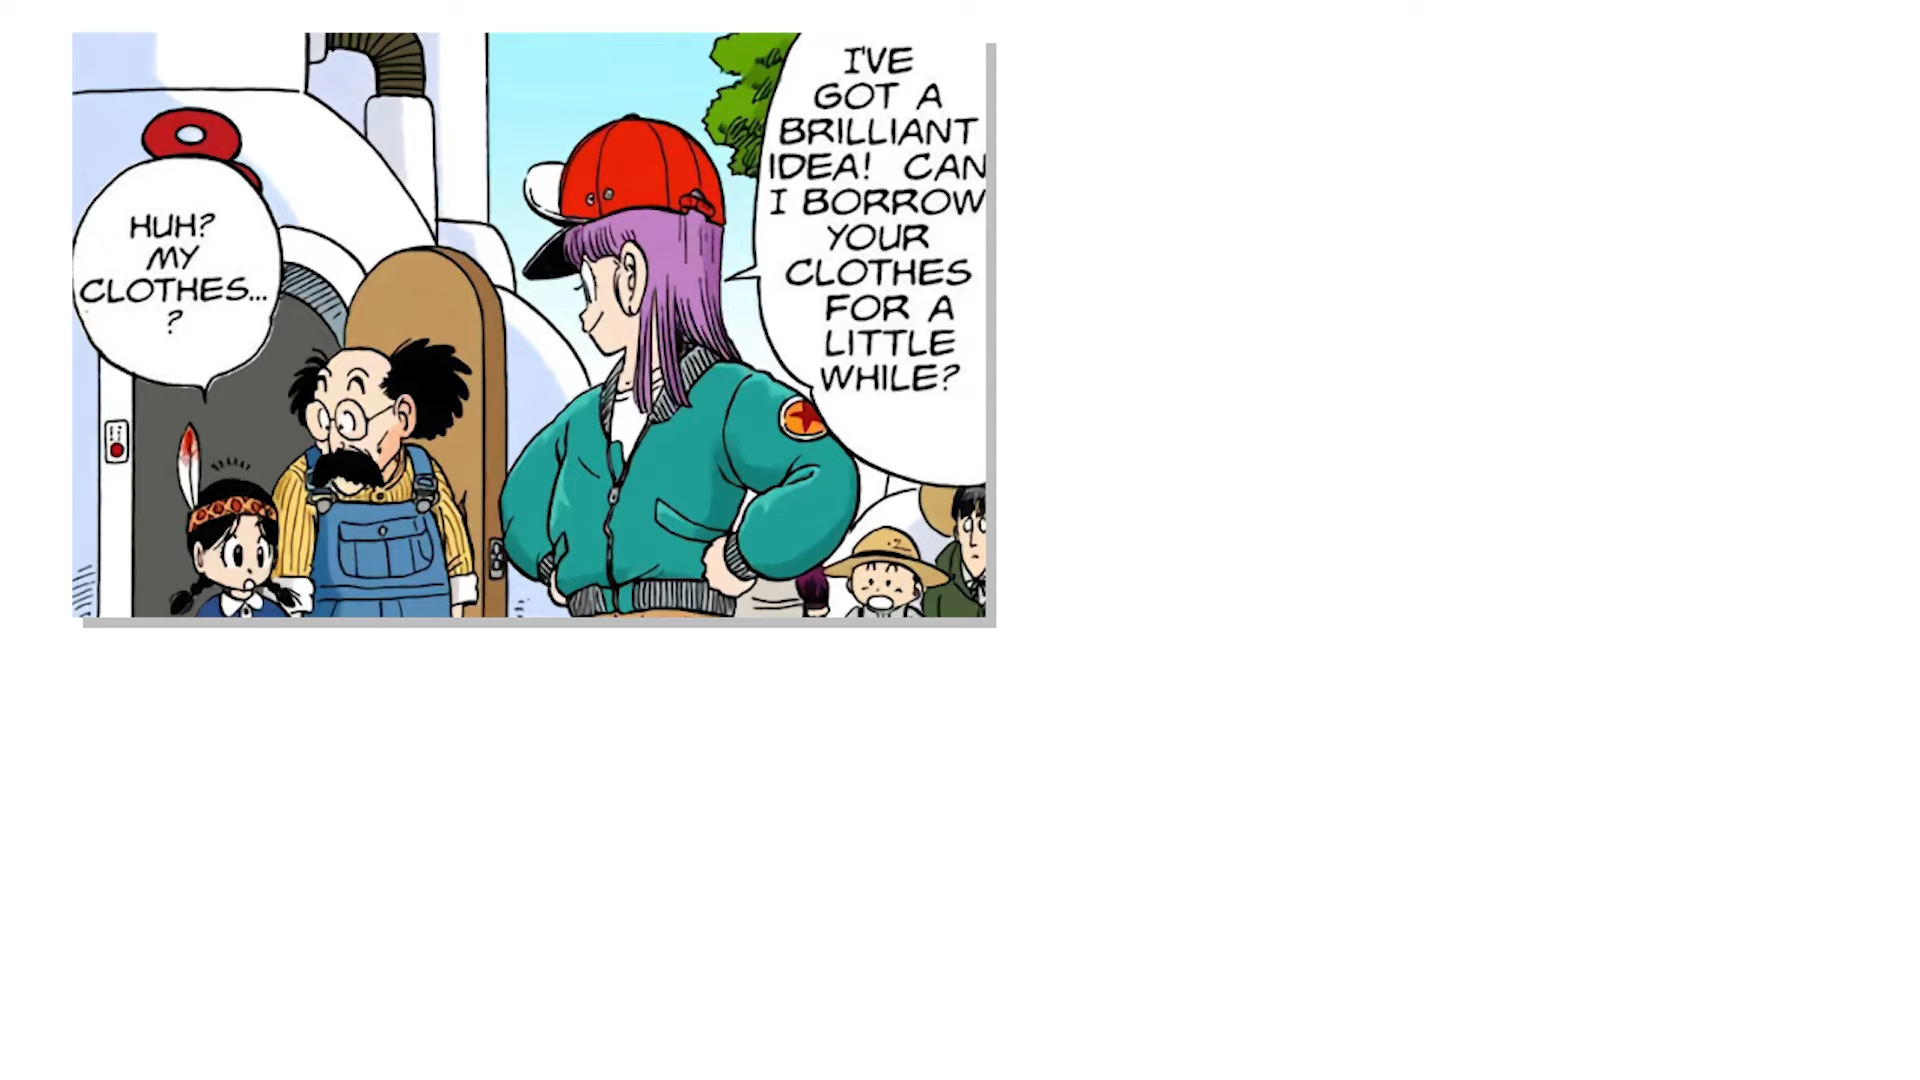 I'VE
GOT A
BRILLIANT
IDEA! CAN
I BORROW
YOUR
CLOTHES
FOR A
LITTLE
WHILE?
HUH?
MY
CLOTHES...
?